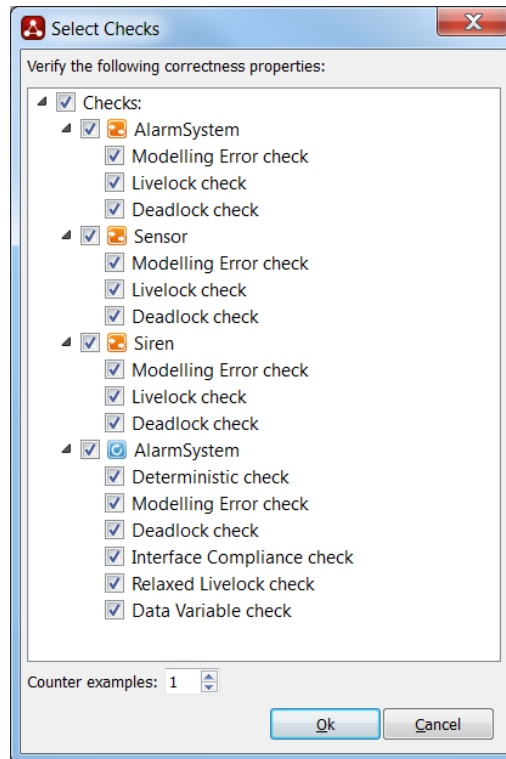 Select Checks
Verify the following correctness properties:
Checks:
AlarmSystem
Modelling Error check
Livelock check
Deadlock check
Sensor
Modelling Error check
Livelock check
Deadlock check
Siren
Modelling Error check
Livelock check
Deadlock check
AlarmSystem
Deterministic check
Modelling Error check
Deadlock check
Interface Compliance check
Relaxed Livelock check
Data Variable check
Counter examples: 1
Ok Cancel